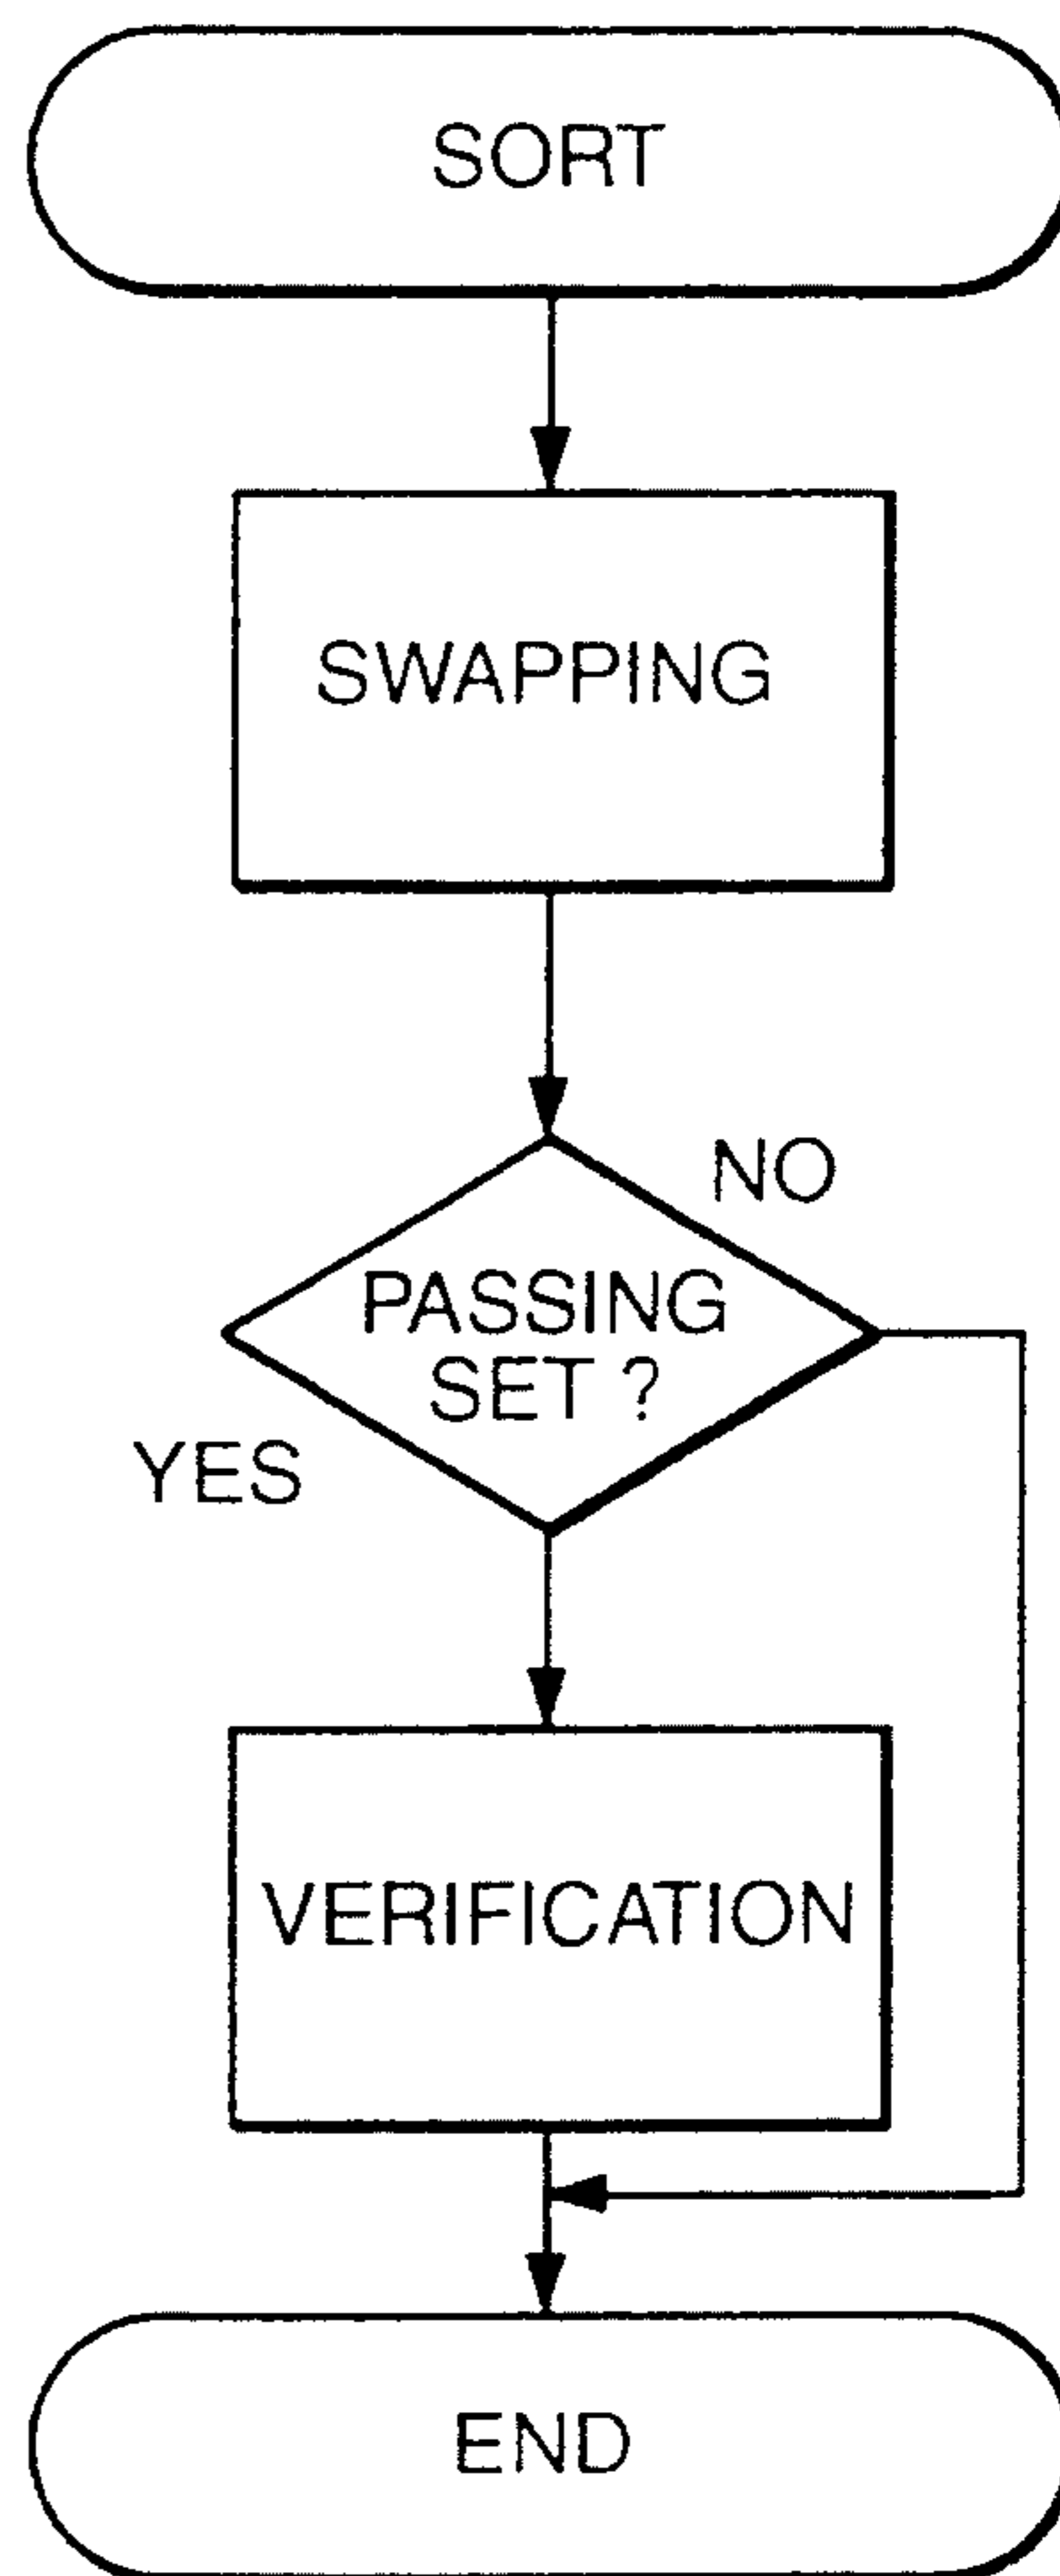 SORT
SWAPPING
NO
PASSING
SET ?
YES
VERIFICATION
END